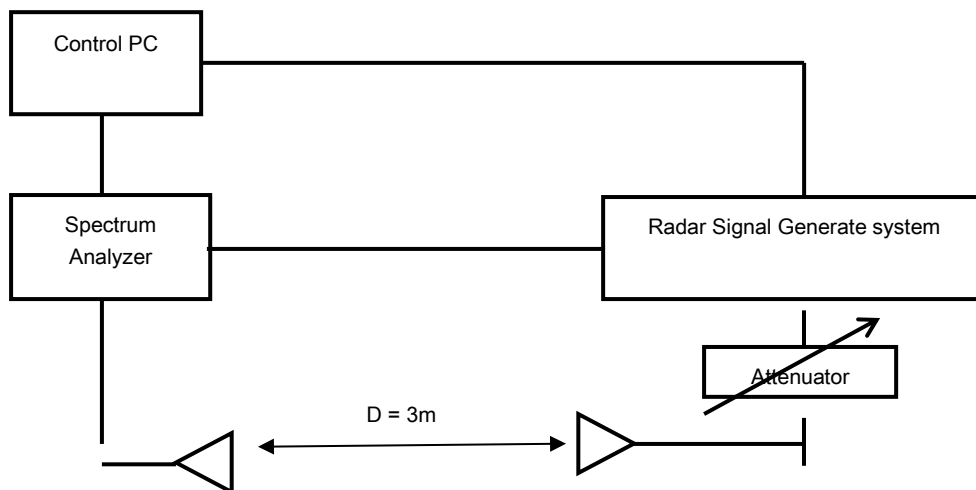 Control PC
Spectrum
Analyzer
Radar Signal Generate system
Attenuator
D = 3m